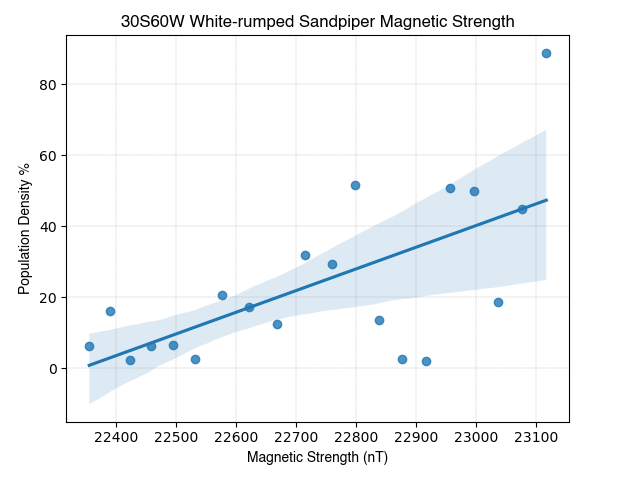 30S60W White-rumped Sandpiper Magnetic Strength
Population Density %
80
60
40
20
0
22400 22500 22600 22700 22800 22900 23000 23100
Magnetic Strength (nT)